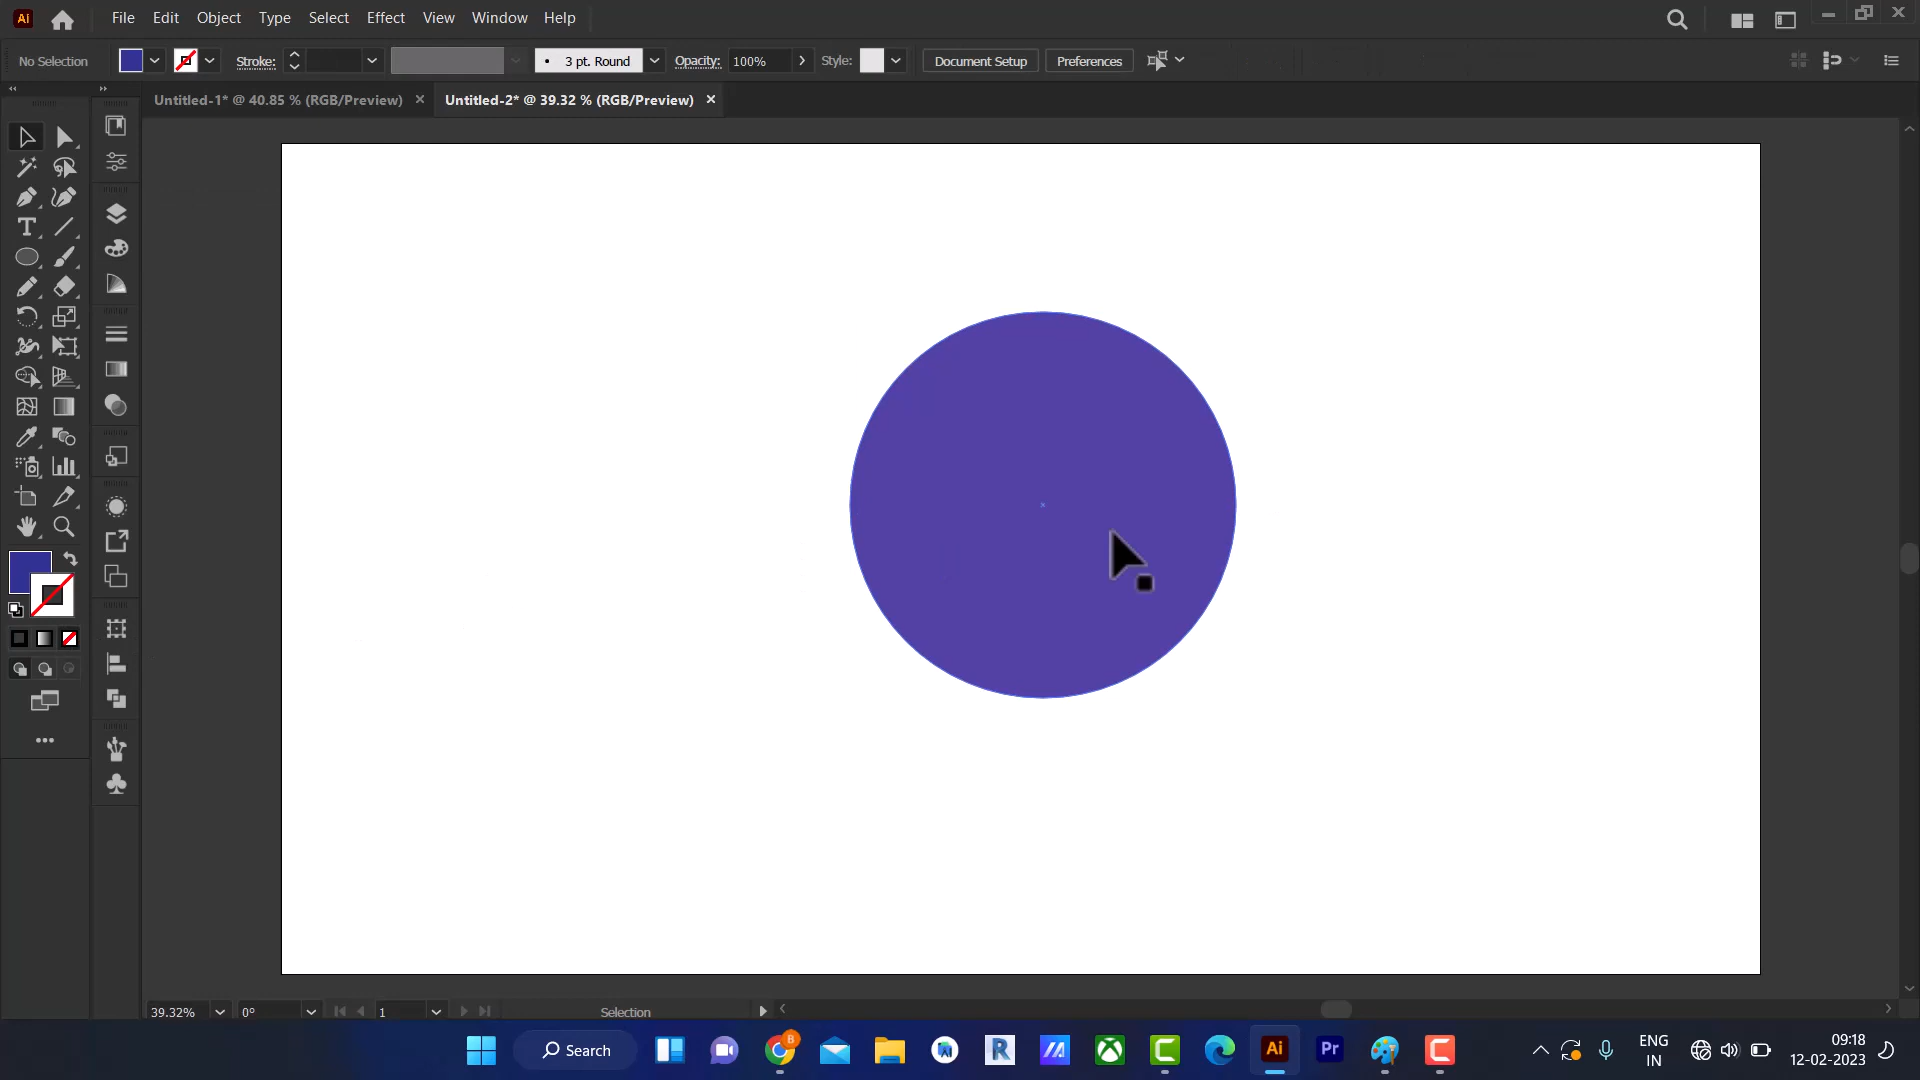 Ai File Edit Object Type Select Effect View Window Help
No Selection Stroke: 3 pt. Round Opacity: 100% Style: Document Setup Preferences
Untitled-1* @ 40.85 % (RGB/Preview) × Untitled-2* @ 39.32 % (RGB/Preview) ×
39.32% 0° 1 Selection
Search B Ai Pr ENG
IN
09:18
12-02-2023